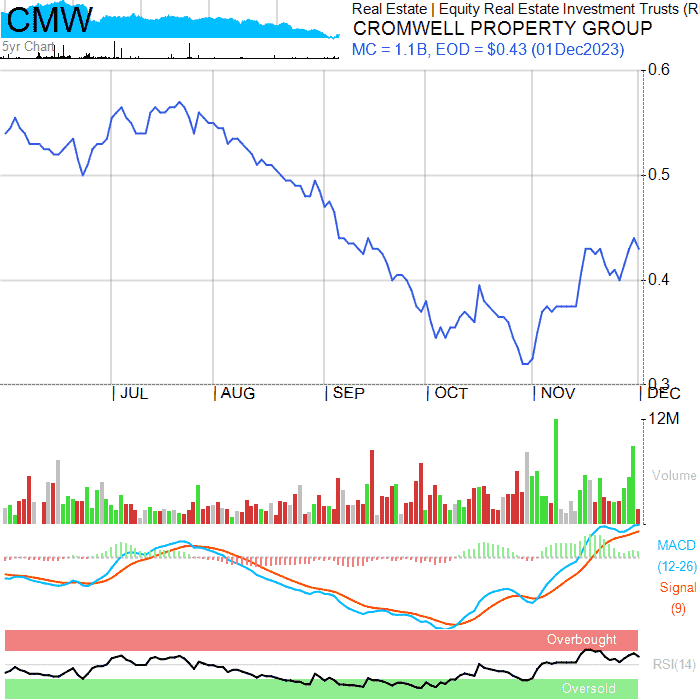 CMW
5yr Chart
Real Estate | Equity Real Estate Investment Trusts (R
CROMWELL PROPERTY GROUP
MC = 1.1B, EOD = $0.43 (01Dec2023)
0.6
0.5
0.4
0.3
| JUL | AUG | SEP | OCT | NOV | DEC
12M
Volume
MACD
(12-26)
Signal
(9)
Overbought
RSI(14)
Oversold